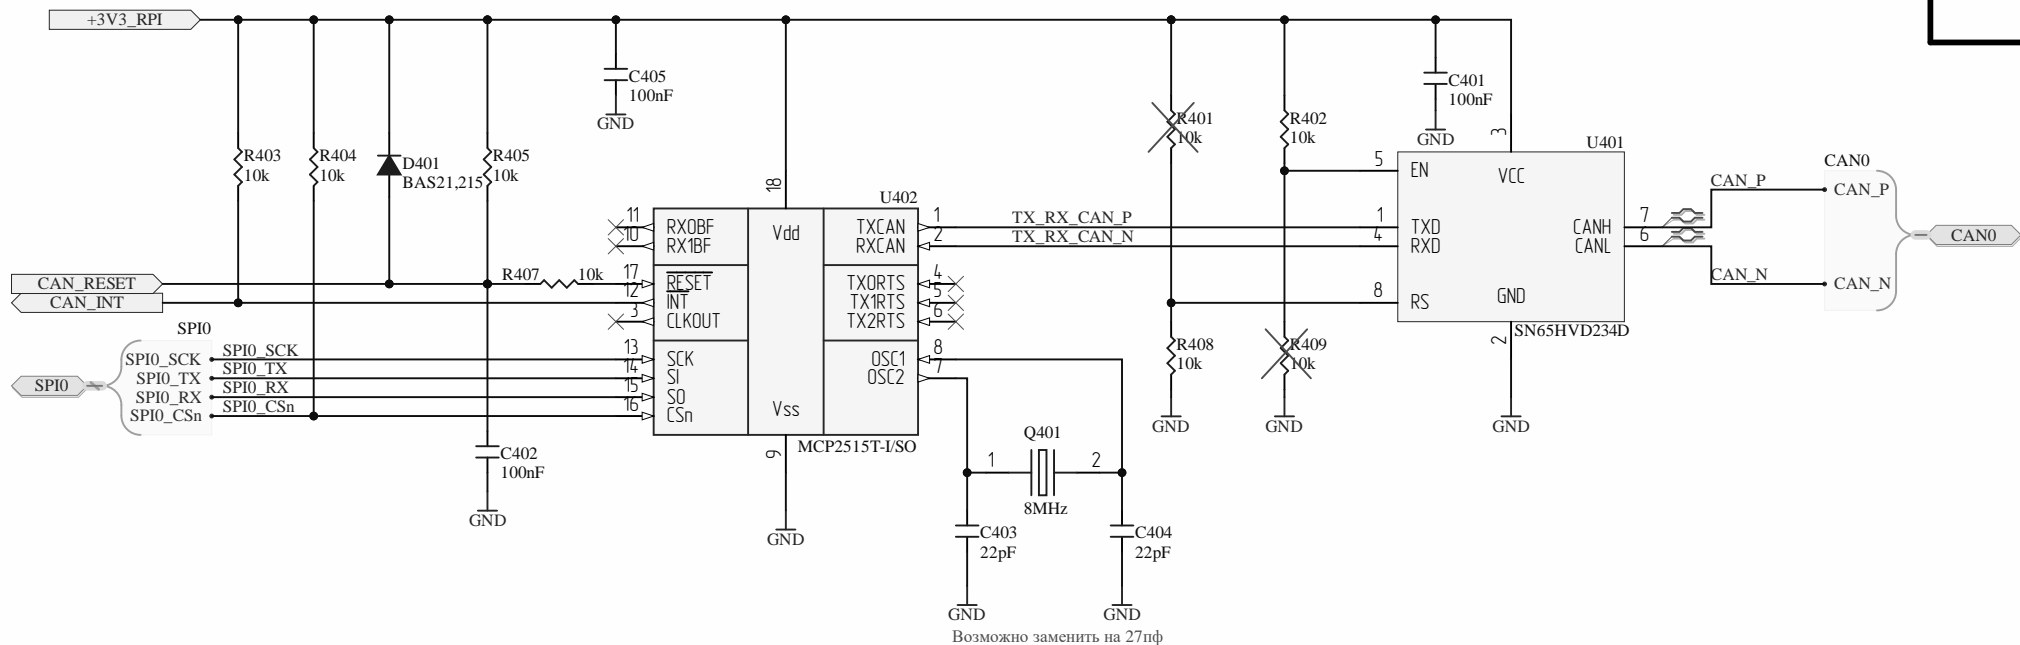 +3V3_RPI
C405
100nF
GND
C401
100nF
GND
R401
10k
R402
10k
R403
10k
R404
10k
D401
BAS21,215
R405
10k
U401
3
5
EN
VCC
1
TXD
4
RXD
CANH
7
CANL
6
8
RS
GND
2
SN65HVD234D
GND
CAN0
CAN_P
CAN_P
CAN_N
CAN_N
CAN0
U402
18
11
RX0BF
10
RX1BF
Vdd
TXCAN
1
RXCAN
2
TX_RX_CAN_P
TX_RX_CAN_N
CAN_RESET
CAN_INT
R407
10k
17
RESET
12
INT
3
CLKOUT
TX0RTS
4
TX1RTS
5
TX2RTS
6
SPI0
SPI0
SPI0_SCK
SPI0_TX
SPI0_RX
SPI0_CSn
SPI0_SCK
SPI0_TX
SPI0_RX
SPI0_CSn
13
SCK
14
SI
15
SO
16
CSn
OSC1
8
OSC2
7
Vss
9
MCP2515T-I/SO
GND
R408
10k
GND
R409
10k
GND
C402
100nF
GND
Q401
1
2
8MHz
C403
22pF
GND
C404
22pF
GND
Возможно заменить на 27пф